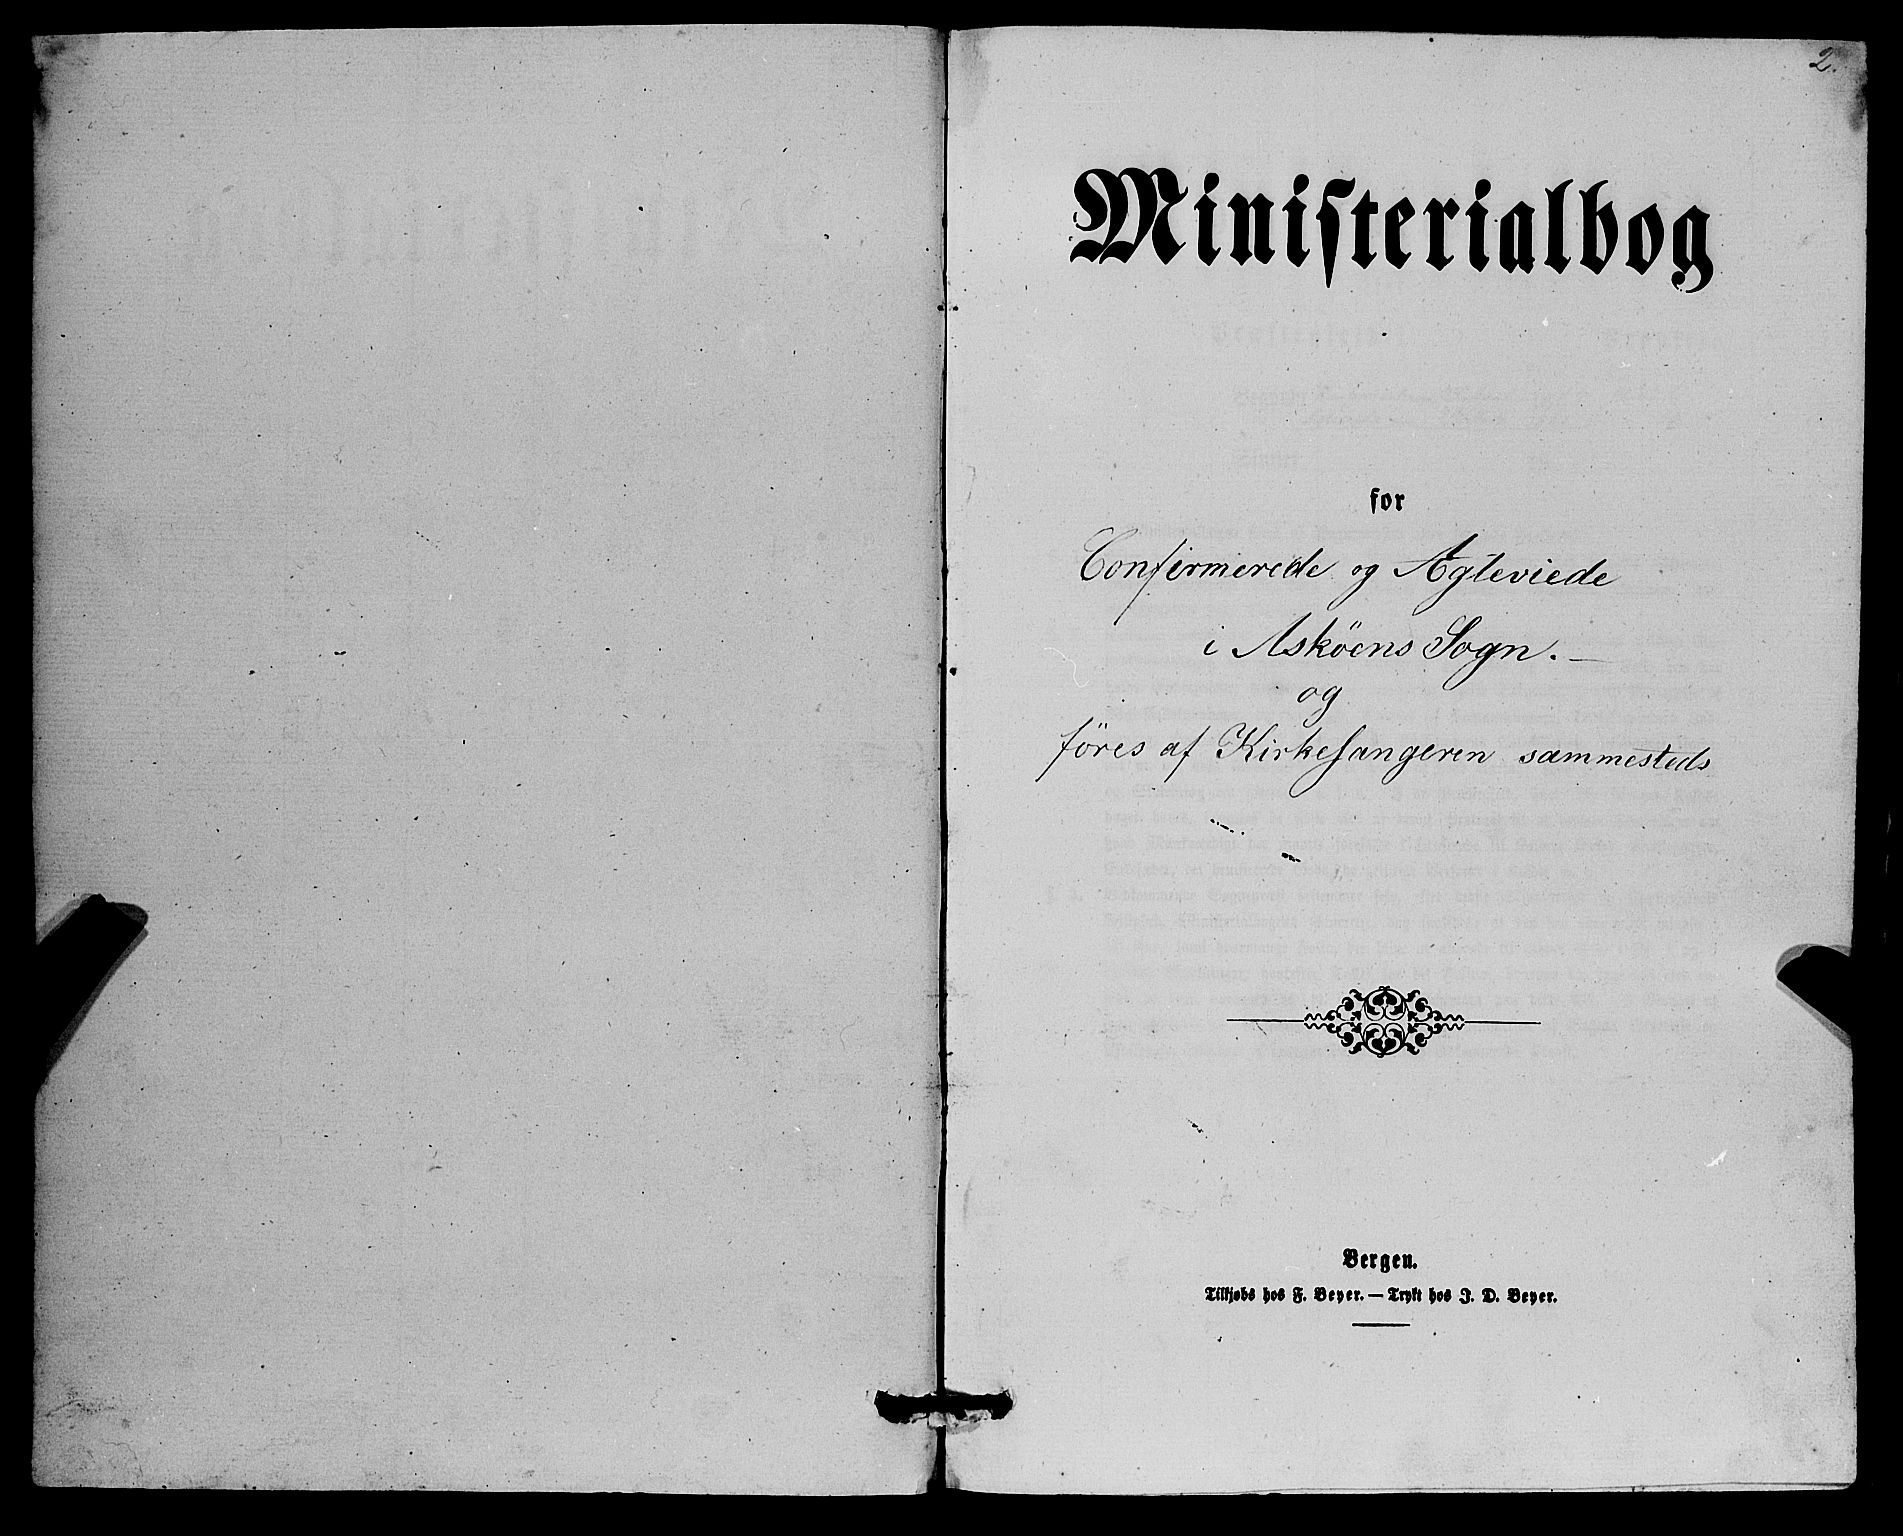 2.
Ministerialbog
for
Confirmerede og Ægteviede
i Asköens Sogn. —
og
föres af Kirkesangeren sammesteds
Bergen.
Tilkjøbs hos F. Beyer. — Trykt hos J. D. Beyer.